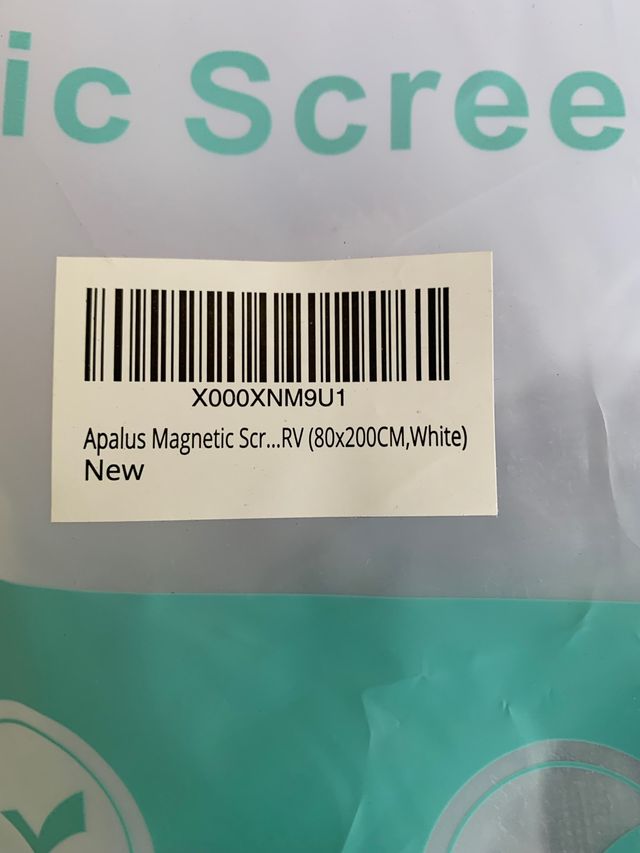 ic Scree
X000XNM9U1
Apalus Magnetic Scr...RV (80x200CM,White)
New